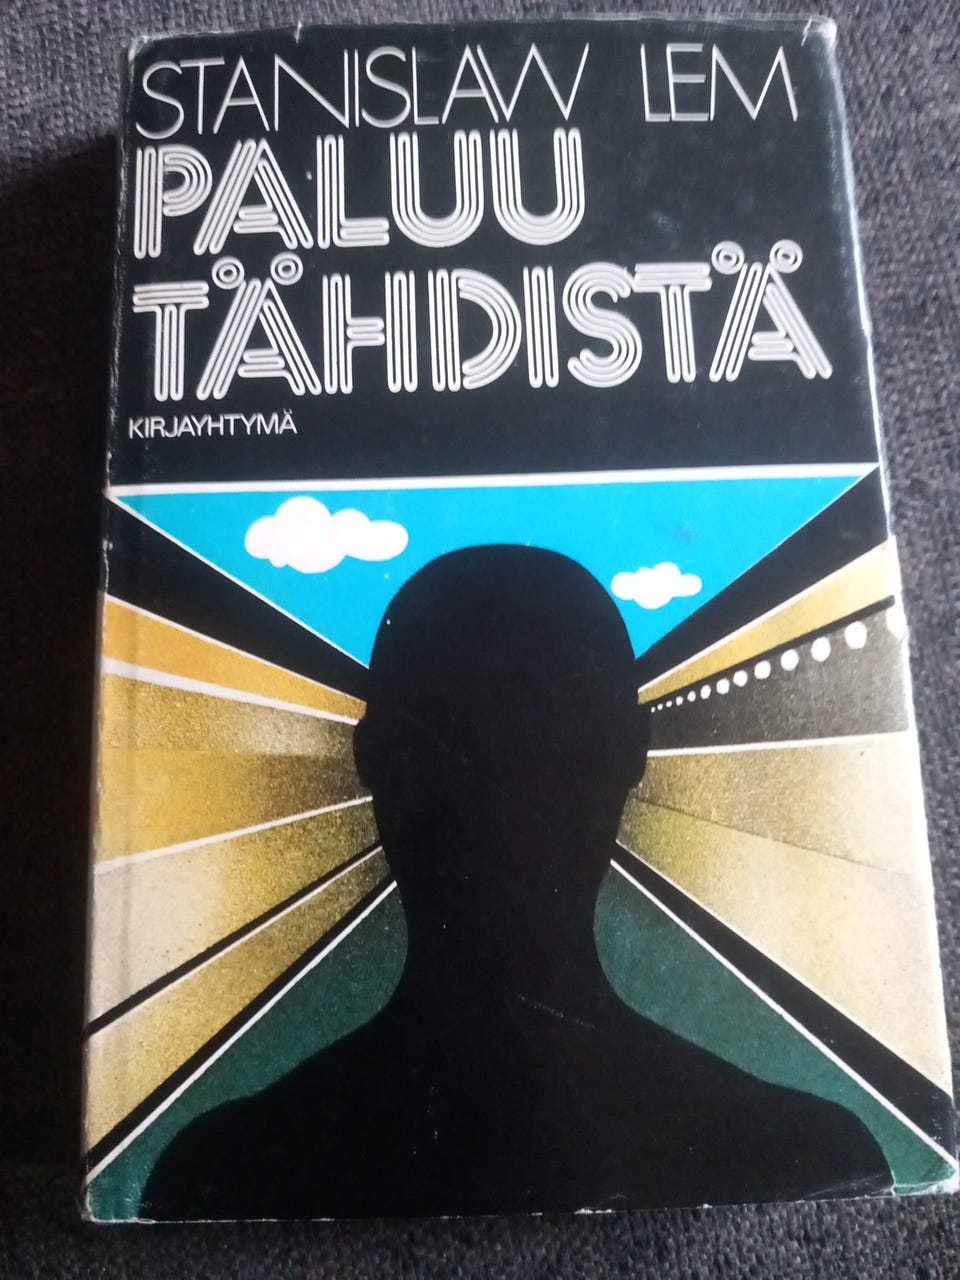 STANISLAW LEM
PALUU
TÄHDISTÄ
KIRJAYHTYMÄ